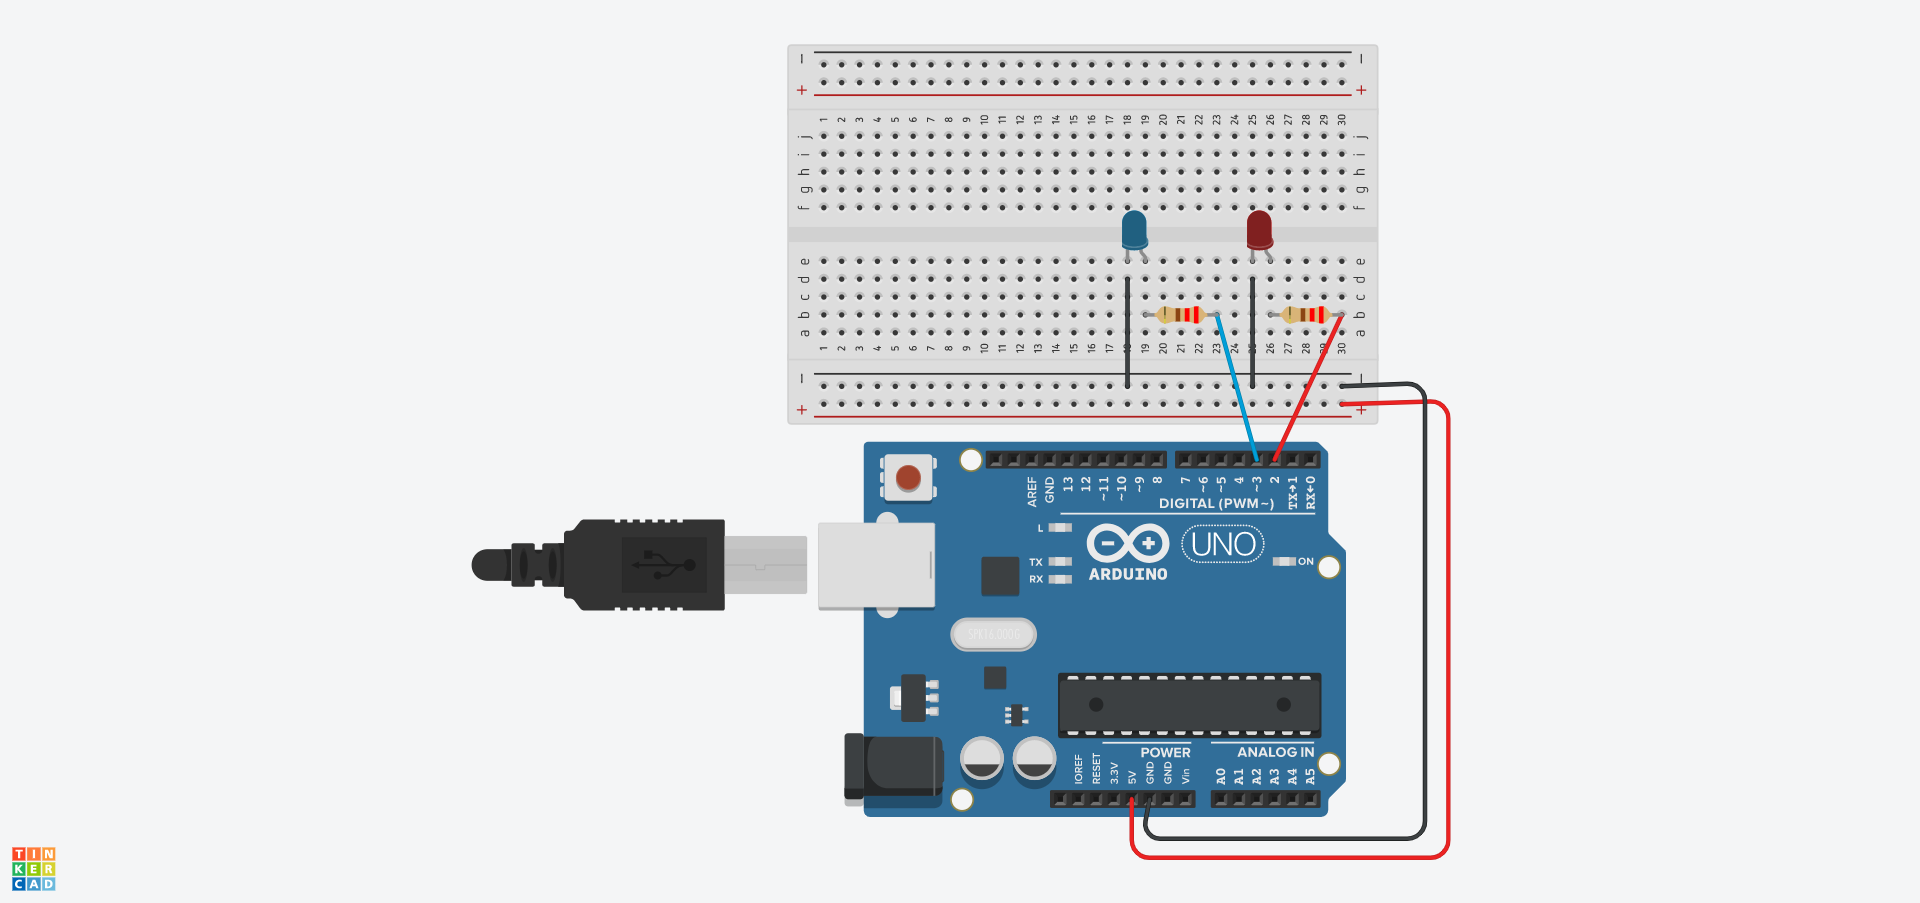 − −
+ +
1 2 3 4 5 6 7 8 9 10 11 12 13 14 15 16 17 18 19 20 21 22 23 24 25 26 27 28 29 30
j j
i i
h h
g g
f f
e e
d d
c c
b b
a a
1 2 3 4 5 6 7 8 9 10 11 12 13 14 15 16 17 19 20 21 22 23 24 26 27 28 29 30
− −
+ +
AREF GND 13 12 ~11 ~10 ~9 8 7 ~6 ~5 4 ~3 2 TX→1 RX←0
DIGITAL (PWM~)
L
UNO
TX
ON
RX
ARDUINO
SPK16.000G
POWER ANALOG IN
IOREF RESET 3.3V 5V GND GND Vin A0 A1 A2 A3 A4 A5
TIN
KER
CAD